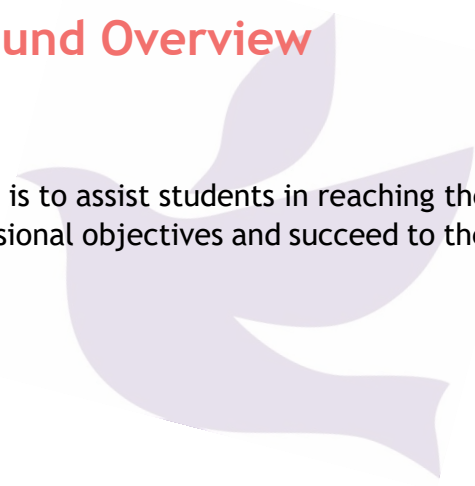 und Overview
is to assist students in reaching the
sional objectives and succeed to the